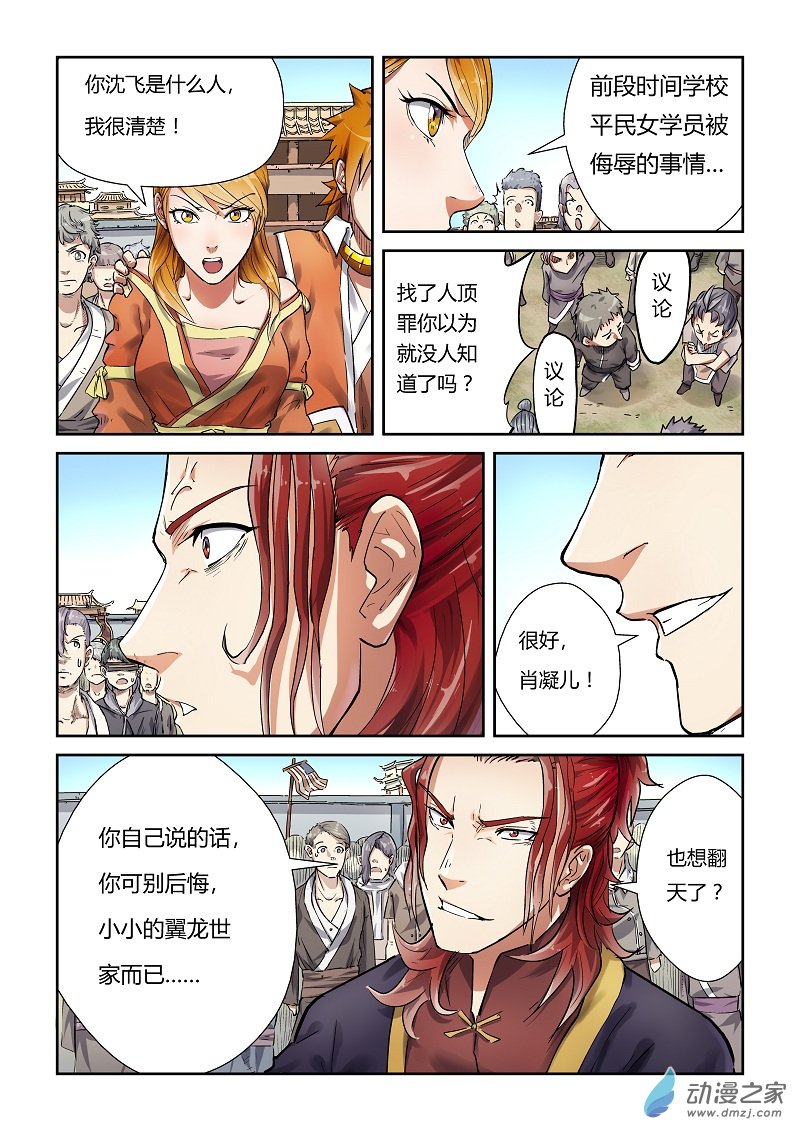 你沈飞是什么人，
我很清楚！
前段时间学校
平民女学员被
侮辱的事情...
找了人顶
罪你以为
就没人知
道了吗？
议论
议论
很好，
肖凝儿！
你自己说的话，
你可别后悔，
小小的翼龙世
家而已......
也想翻
天了？
动漫之家
www.dmzj.com